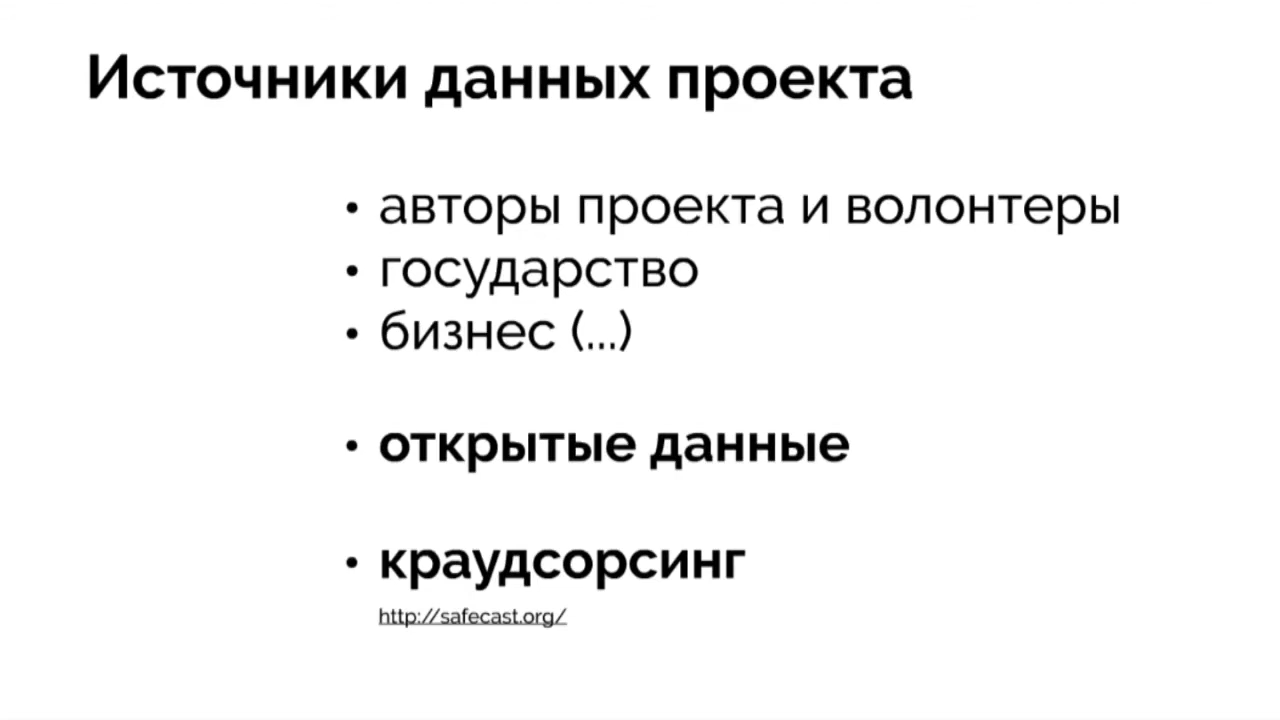 Источники данных проекта
• авторы проекта и волонтеры
• государство
• бизнес (...)
• открытые данные
• краудсорсинг
http://safecast.org/